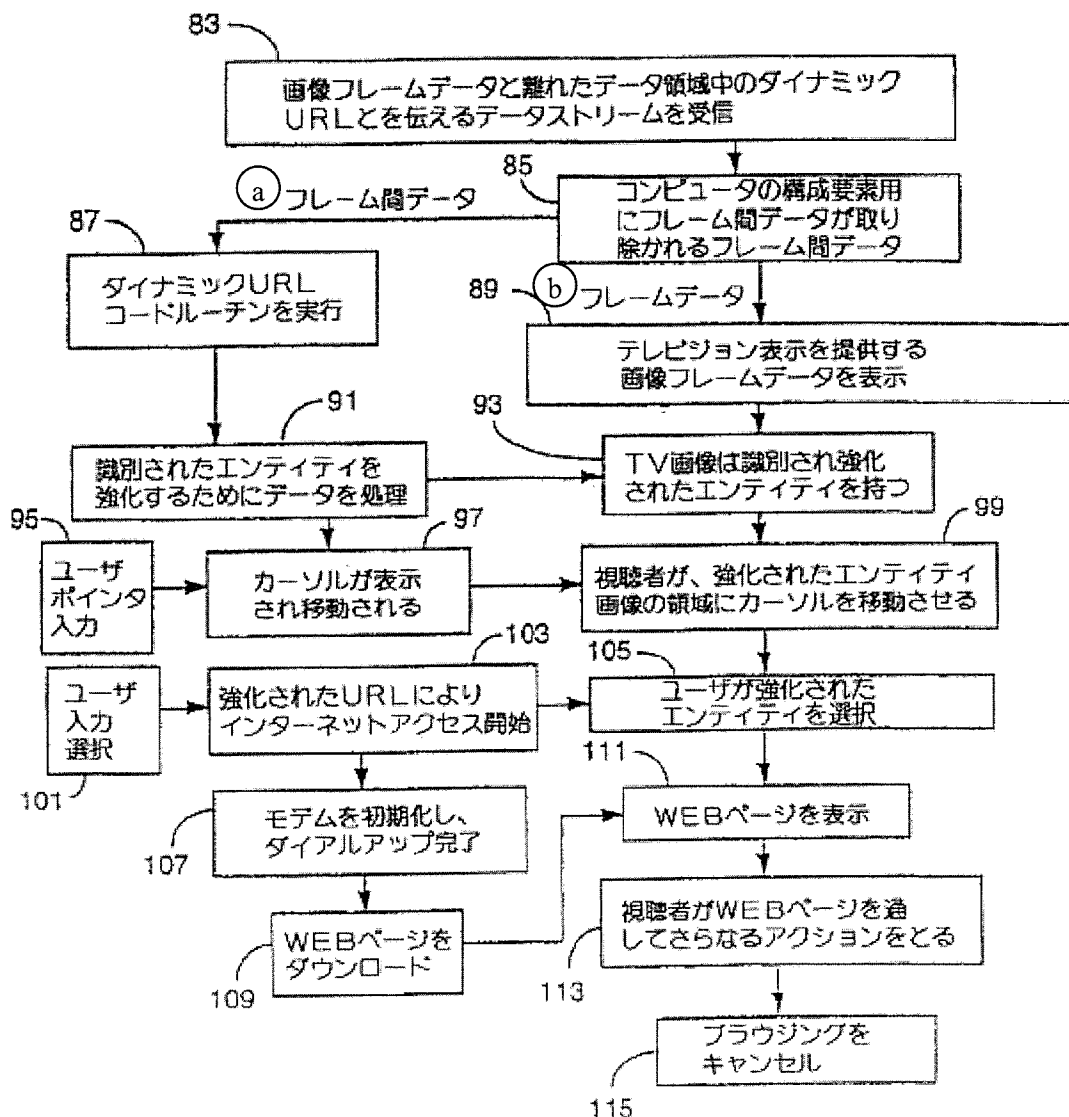 83
画像フレームデータと離れたデータ領域中のダイナミック
URLとを伝えるデータストリームを受信
a フレーム間データ
85
コンピュータの構成要素用
にフレーム間データが取り
除かれるフレーム間データ
87
ダイナミックURL
コードルーチンを実行
89
b フレームデータ
テレビジョン表示を提供する
画像フレームデータを表示
91
識別されたエンティティを
強化するためにデータを処理
93
TV画像は識別され強化
されたエンティティを持つ
95
ユーザ
ポインタ
入力
97
カーソルが表示
され移動される
99
視聴者が、強化されたエンティティ
画像の領域にカーソルを移動させる
101
ユーザ
入力
選択
103
強化されたURLにより
インターネットアクセス開始
105
ユーザが強化された
エンティティを選択
107
モデムを初期化し、
ダイアルアップ完了
111
WEBページを表示
109
WEBページを
ダウンロード
113
視聴者がWEBページを通
してさらなるアクションをとる
115
ブラウジングを
キャンセル